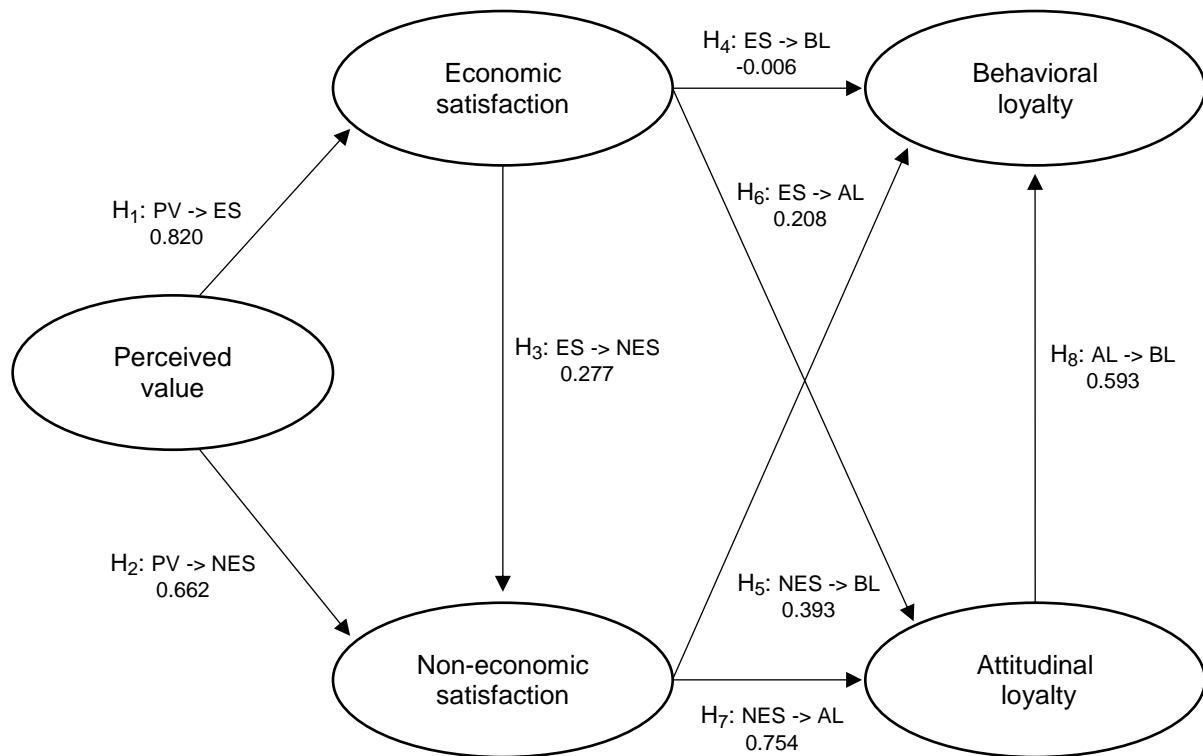 Economic
satisfaction
H4: ES -> BL
-0.006
Behavioral
loyalty
H6: ES -> AL
0.208
H1: PV -> ES
0.820
Perceived
value
H3: ES -> NES
0.277
H8: AL -> BL
0.593
H2: PV -> NES
0.662
H5: NES -> BL
0.393
Non-economic
satisfaction
H7: NES -> AL
0.754
Attitudinal
loyalty